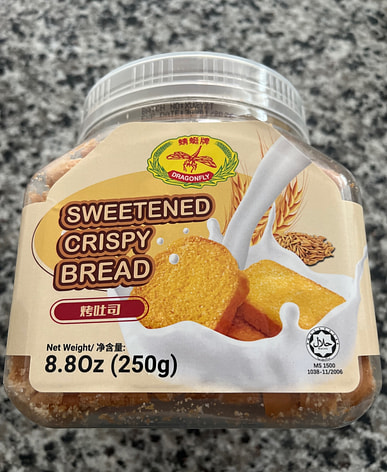 蜻蜓牌
DRAGONFLY
SWEETENED
CRISPY
BREAD
烤吐司
Net Weight/ 净含量:
8.8Oz (250g)
حلال
MS 1500
1038-11/2006